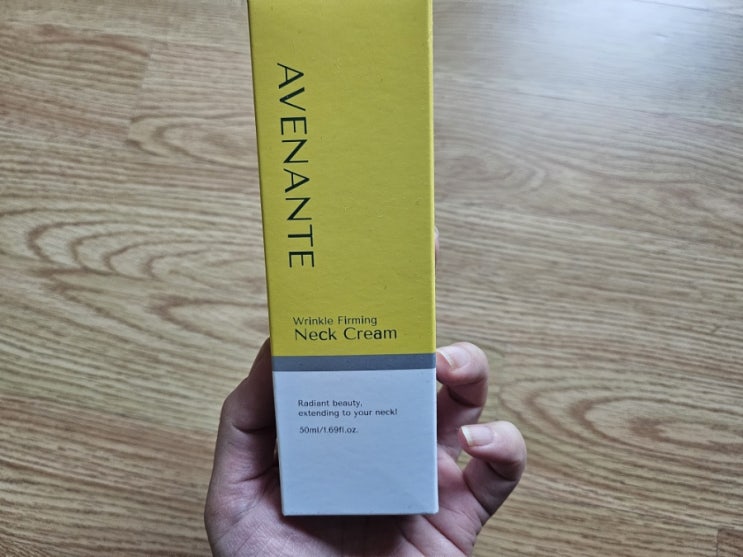 AVENANTE
Wrinkle Firming
Neck Cream
Radiant beauty,
extending to your neck!
50ml/1.69fl.oz.